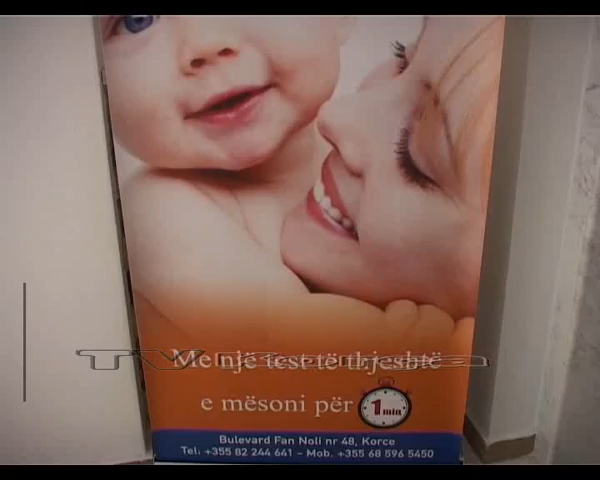 Me një test të thjeshtë
e mësoni për 1 min
Bulevard Fan Noli nr 48, Korce
Tel. +355 82 244 641 - Mob. +355 68 596 5450